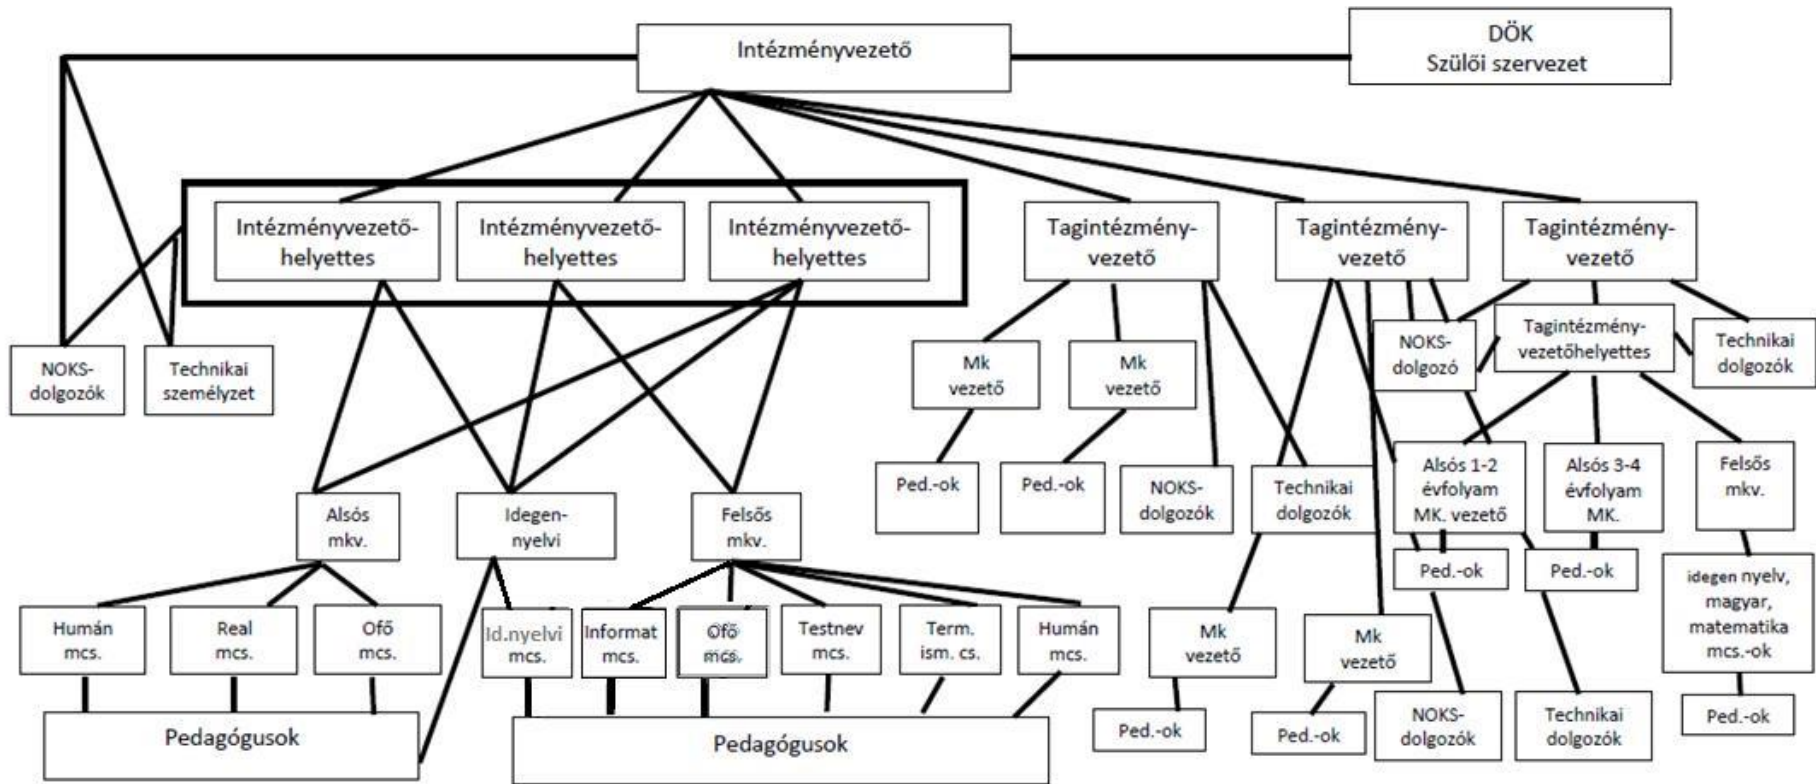 Intézményvezető
DÖK
Szülői szervezet
Intézményvezető-
helyettes
Intézményvezető-
helyettes
Intézményvezető-
helyettes
Tagintézmény-
vezető
Tagintézmény-
vezető
Tagintézmény-
vezető
NOKS-
dolgozók
Technikai
személyzet
Mk
vezető
Mk
vezető
NOKS-
dolgozó
Tagintézmény-
vezetőhelyettes
Technikai
dolgozók
Ped.-ok
Ped.-ok
NOKS-
dolgozók
Technikai
dolgozók
Alsós 1-2
évfolyam
MK. vezető
Alsós 3-4
évfolyam
MK.
Felsős
mkv.
Alsós
mkv.
Idegen-
nyelvi
Felsős
mkv.
Ped.-ok
Ped.-ok
idegen nyelv,
magyar,
matematika
mcs.-ok
Humán
mcs.
Real
mcs.
Ofő
mcs.
Id.nyelvi
mcs.
Informat
mcs.
Ofő
mcs.
Testnev
mcs.
Term.
ism. cs.
Humán
mcs.
Mk
vezető
Mk
vezető
Pedagógusok
Pedagógusok
Ped.-ok
Ped.-ok
NOKS-
dolgozók
Technikai
dolgozók
Ped.-ok